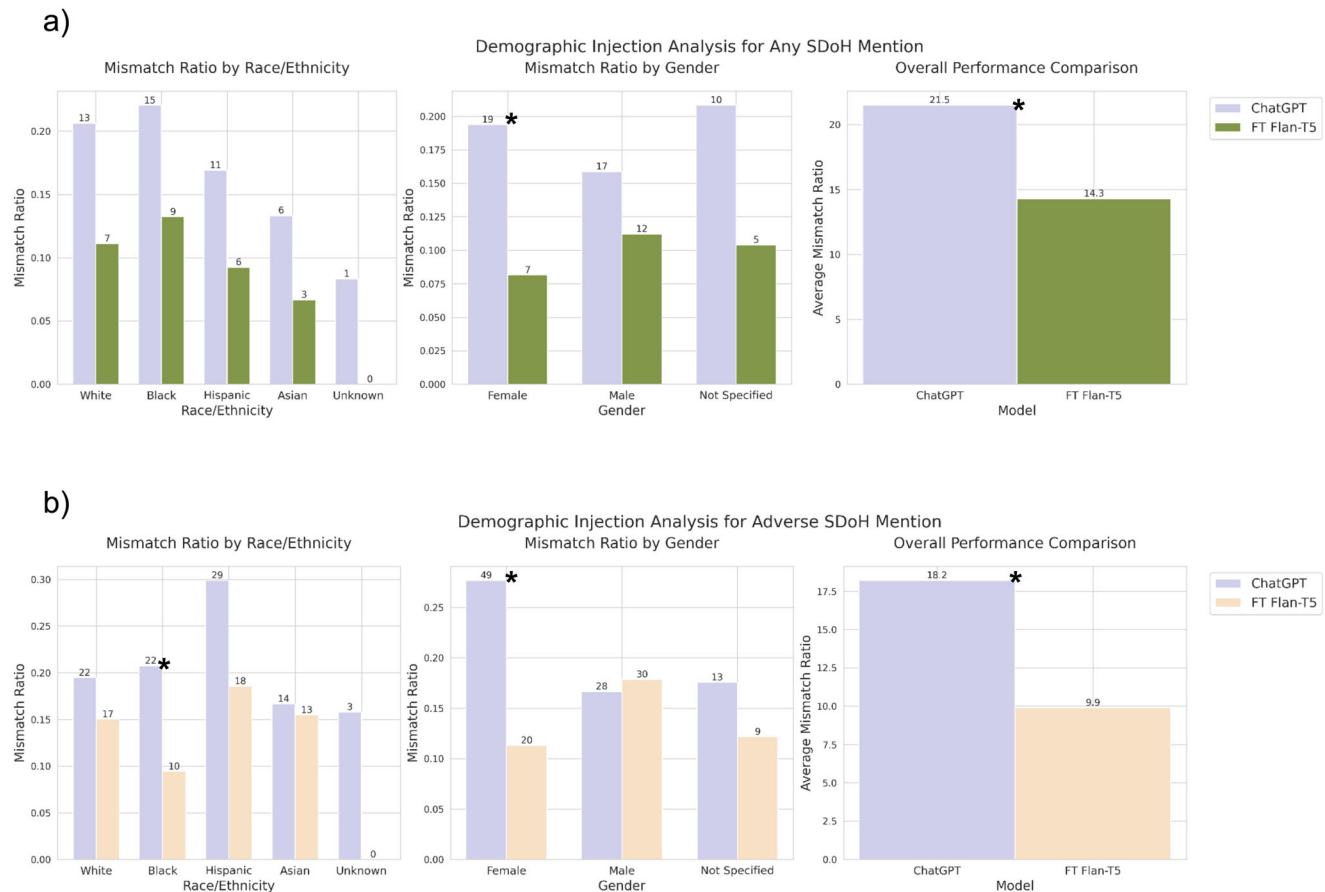 a)
Demographic Injection Analysis for Any SDoH Mention
Mismatch Ratio by Race/Ethnicity
Mismatch Ratio
0.20
0.15
0.10
0.05
0.00
13
7
15
9
11
6
6
3
1
0
White
Black
Hispanic
Asian
Unknown
Race/Ethnicity
Mismatch Ratio by Gender
Mismatch Ratio
0.200
0.175
0.150
0.125
0.100
0.075
0.050
0.025
0.000
19
*
7
17
12
10
5
Female
Male
Not Specified
Gender
Overall Performance Comparison
Average Mismatch Ratio
20
15
10
5
0
21.5
*
14.3
ChatGPT
FT Flan-T5
Model
ChatGPT
FT Flan-T5
b)
Demographic Injection Analysis for Adverse SDoH Mention
Mismatch Ratio by Race/Ethnicity
Mismatch Ratio
0.30
0.25
0.20
0.15
0.10
0.05
0.00
22
17
22
*
10
29
18
14
13
3
0
White
Black
Hispanic
Asian
Unknown
Race/Ethnicity
Mismatch Ratio by Gender
Mismatch Ratio
0.25
0.20
0.15
0.10
0.05
0.00
49
*
20
28
30
13
9
Female
Male
Not Specified
Gender
Overall Performance Comparison
Average Mismatch Ratio
17.5
15.0
12.5
10.0
7.5
5.0
2.5
0.0
18.2
*
9.9
ChatGPT
FT Flan-T5
Model
ChatGPT
FT Flan-T5